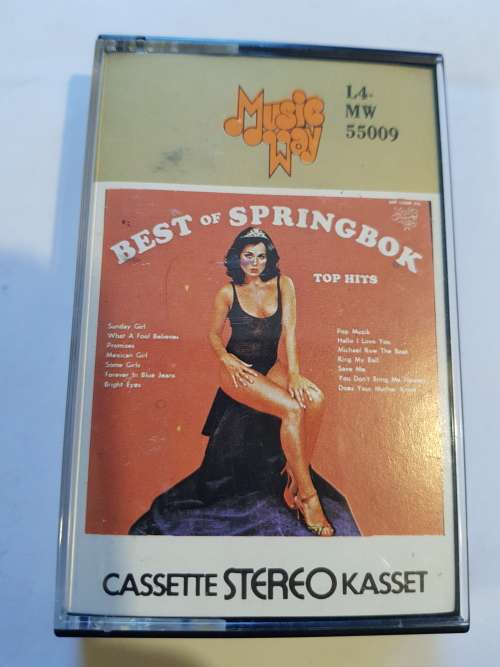 Music
Way
L4.
MW
55009
BEST OF SPRINGBOK
TOP HITS
Sunday Girl
What A Fool Believes
Promises
Mexican Girl
Some Girls
Forever In Blue Jeans
Bright Eyes
Pop Muzik
Hello I Love You
Michael Row The Boat
Ring My Bell
Save Me
You Don't Bring Me Flowers
Does Your Mother Know
CASSETTE STEREO KASSET